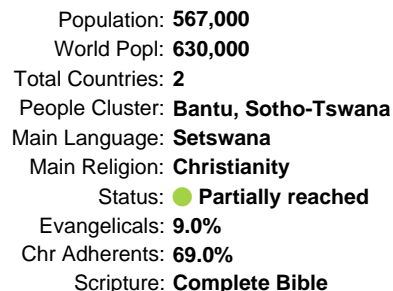 Population: 567,000
World Popl: 630,000
Total Countries: 2
People Cluster: Bantu, Sotho-Tswana
Main Language: Setswana
Main Religion: Christianity
Status: Partially reached
Evangelicals: 9.0%
Chr Adherents: 69.0%
Scripture: Complete Bible